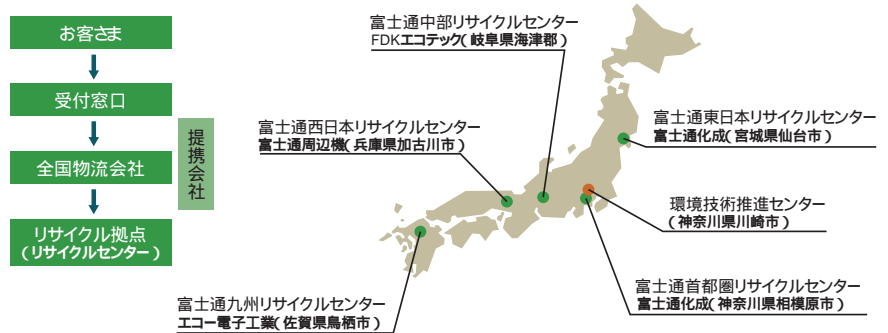 お客さま
受付窓口
全国物流会社
リサイクル拠点
(リサイクルセンター)
提携会社
富士通中部リサイクルセンター
FDKエコテック(岐阜県海津郡)
富士通西日本リサイクルセンター
富士通周辺機(兵庫県加古川市)
富士通東日本リサイクルセンター
富士通化成(宮城県仙台市)
環境技術推進センター
(神奈川県川崎市)
富士通首都圏リサイクルセンター
富士通化成(神奈川県相模原市)
富士通九州リサイクルセンター
エコー電子工業(佐賀県鳥栖市)